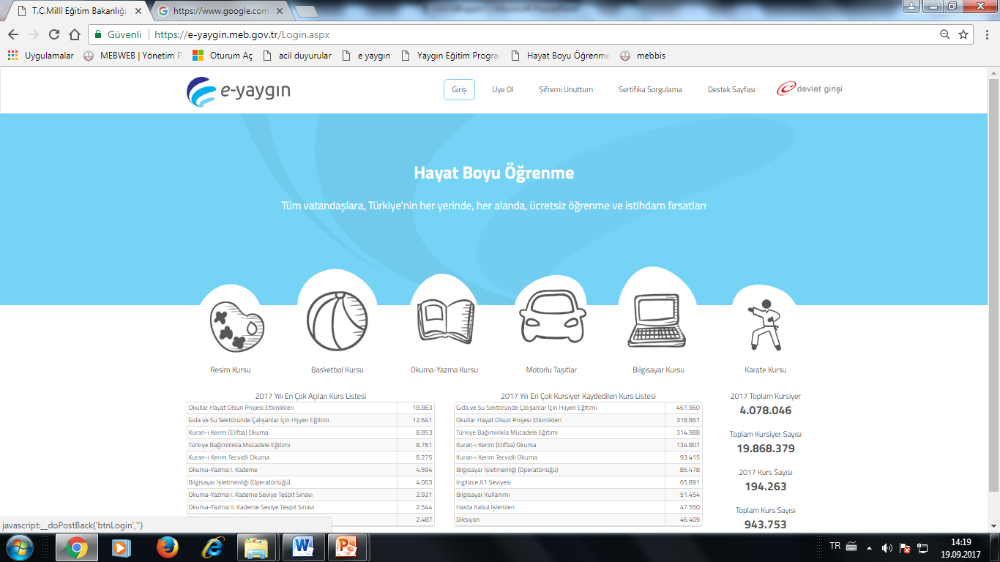 T.C.Millî Eğitim Bakanlığı
https://www.google.com
Güvenli
https://e-yaygin.meb.gov.tr/Login.aspx
Uygulamalar
MEBWEB | Yönetim P
Oturum Aç
acil duyurular
e yaygın
Yaygın Eğitim Progra
Hayat Boyu Öğrenme
mebbis
e-yaygın
Giriş
Üye Ol
Şifremi Unuttum
Sertifika Sorgulama
Destek Sayfası
devlet girişi
Hayat Boyu Öğrenme
Tüm vatandaşlara, Türkiye'nin her yerinde, her alanda, ücretsiz öğrenme ve istihdam fırsatları
Resim Kursu
Basketbol Kursu
Okuma-Yazma Kursu
Motorlu Taşıtlar
Bilgisayar Kursu
Karate Kursu
2017 Yılı En Çok Açılan Kurs Listesi
Okullar Hayat Olsun Projesi Etkinlikleri 18.863
Gıda ve Su Sektöründe Çalışanlar İçin Hijyen Eğitimi 12.641
Kuran-ı Kerim (Elifba) Okuma 8.853
Türkiye Bağımlılıkla Mücadele Eğitimi 8.761
Kuran-ı Kerim Tecvidli Okuma 6.275
Okuma-Yazma I. Kademe 4.594
Bilgisayar İşletmenliği (Operatörlüğü) 4.003
Okuma-Yazma I. Kademe Seviye Tespit Sınavı 2.921
Okuma-Yazma II. Kademe Seviye Tespit Sınavı 2.544
2.487
2017 Yılı En Çok Kursiyer Kaydedilen Kurs Listesi
Gıda ve Su Sektöründe Çalışanlar İçin Hijyen Eğitimi 461.960
Okullar Hayat Olsun Projesi Etkinlikleri 318.867
Türkiye Bağımlılıkla Mücadele Eğitimi 314.988
Kuran-ı Kerim (Elifba) Okuma 134.807
Kuran-ı Kerim Tecvidli Okuma 93.415
Bilgisayar İşletmenliği (Operatörlüğü) 85.478
İngilizce A1 Seviyesi 65.891
Bilgisayar Kullanımı 51.454
Hasta Kabul İşlemleri 47.550
Diksiyon 46.409
2017 Toplam Kursiyer
4.078.046
Toplam Kursiyer Sayısı
19.868.379
2017 Kurs Sayısı
194.263
Toplam Kurs Sayısı
943.753
javascript:__doPostBack('btnLogin','')
TR
14:19
19.09.2017